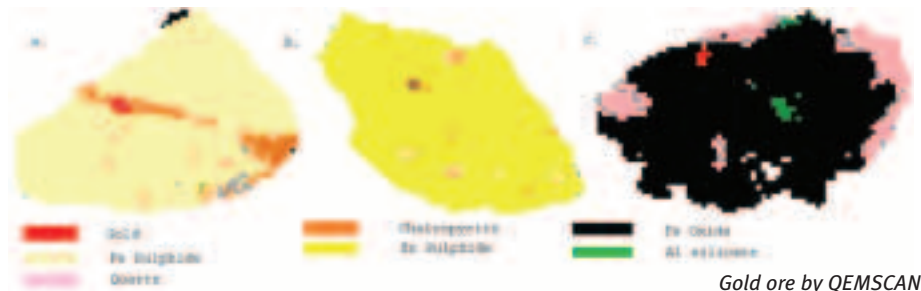 a. b. c.
Gold Chalcopyrite Fe Oxide
Fe Sulphide Zn Sulphide Al silicate
Quartz
Gold ore by QEMSCAN